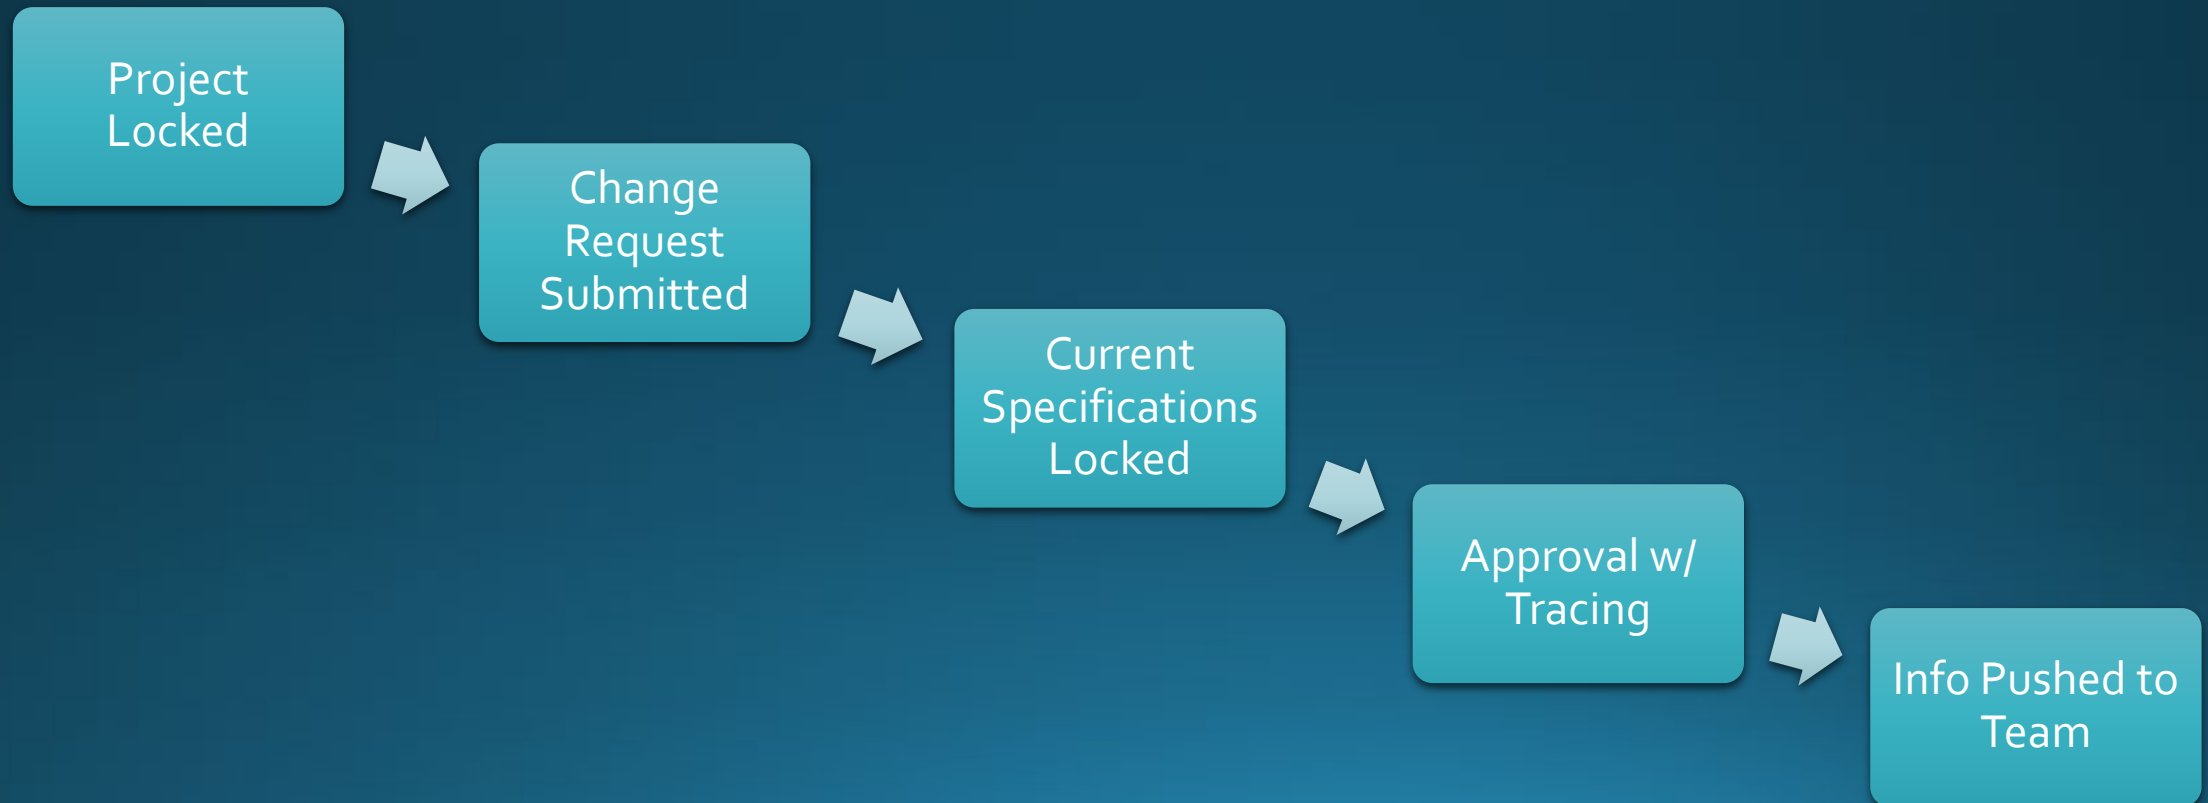 Project
Locked
Change
Request
Submitted
Current
Specifications
Locked
Approval w/
Tracing
Info Pushed to
Team